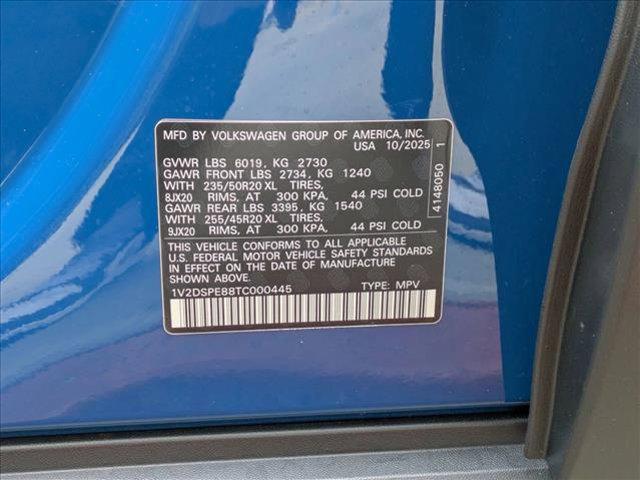 MFD BY VOLKSWAGEN GROUP OF AMERICA, INC.
USA 10/2025
GVWR LBS 6019, KG 2730
GAWR FRONT LBS 2734, KG 1240
WITH 235/50R20 XL TIRES,
8JX20 RIMS, AT 300 KPA, 44 PSI COLD
GAWR REAR LBS 3395, KG 1540
WITH 255/45R20 XL TIRES,
9JX20 RIMS, AT 300 KPA, 44 PSI COLD
THIS VEHICLE CONFORMS TO ALL APPLICABLE
U.S. FEDERAL MOTOR VEHICLE SAFETY STANDARDS
IN EFFECT ON THE DATE OF MANUFACTURE
SHOWN ABOVE.
1V2DSPE88TC000445 TYPE: MPV
4148050 1